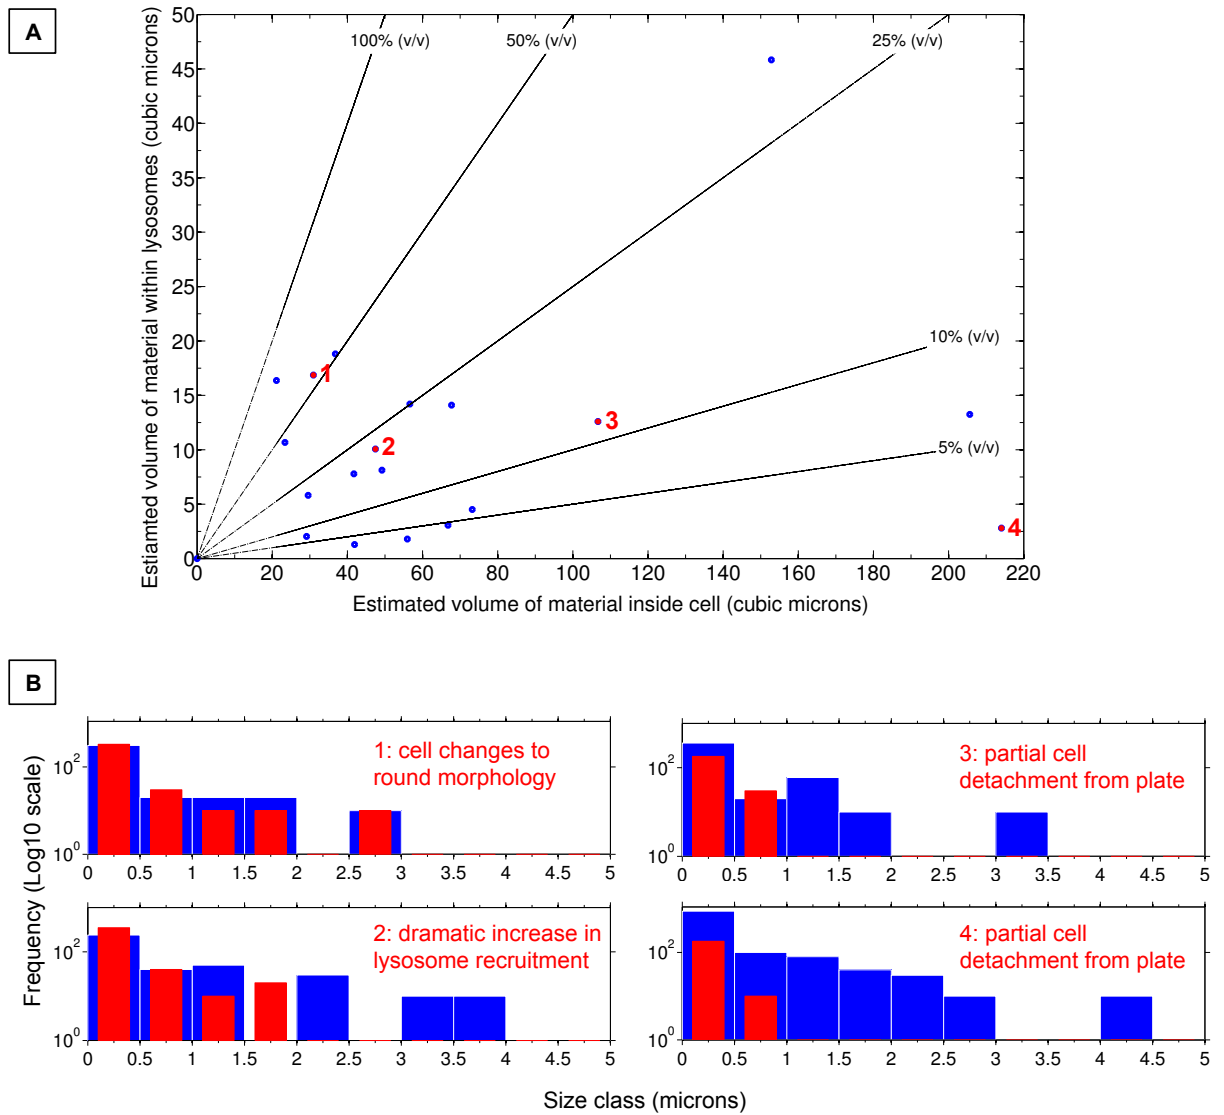 A
Estiamted volume of material within lysosomes (cubic microns)
50
45
40
35
30
25
20
15
10
5
0
100% (v/v)
50% (v/v)
25% (v/v)
10% (v/v)
5% (v/v)
1
2
3
4
0 20 40 60 80 100 120 140 160 180 200 220
Estimated volume of material inside cell (cubic microns)
B
Frequency (Log10 scale)
10^2
10^0
1: cell changes to
round morphology
0 0.5 1 1.5 2 2.5 3 3.5 4 4.5 5
10^2
10^0
3: partial cell
detachment from plate
0 0.5 1 1.5 2 2.5 3 3.5 4 4.5 5
10^2
10^0
2: dramatic increase in
lysosome recruitment
0 0.5 1 1.5 2 2.5 3 3.5 4 4.5 5
10^2
10^0
4: partial cell
detachment from plate
0 0.5 1 1.5 2 2.5 3 3.5 4 4.5 5
Size class (microns)